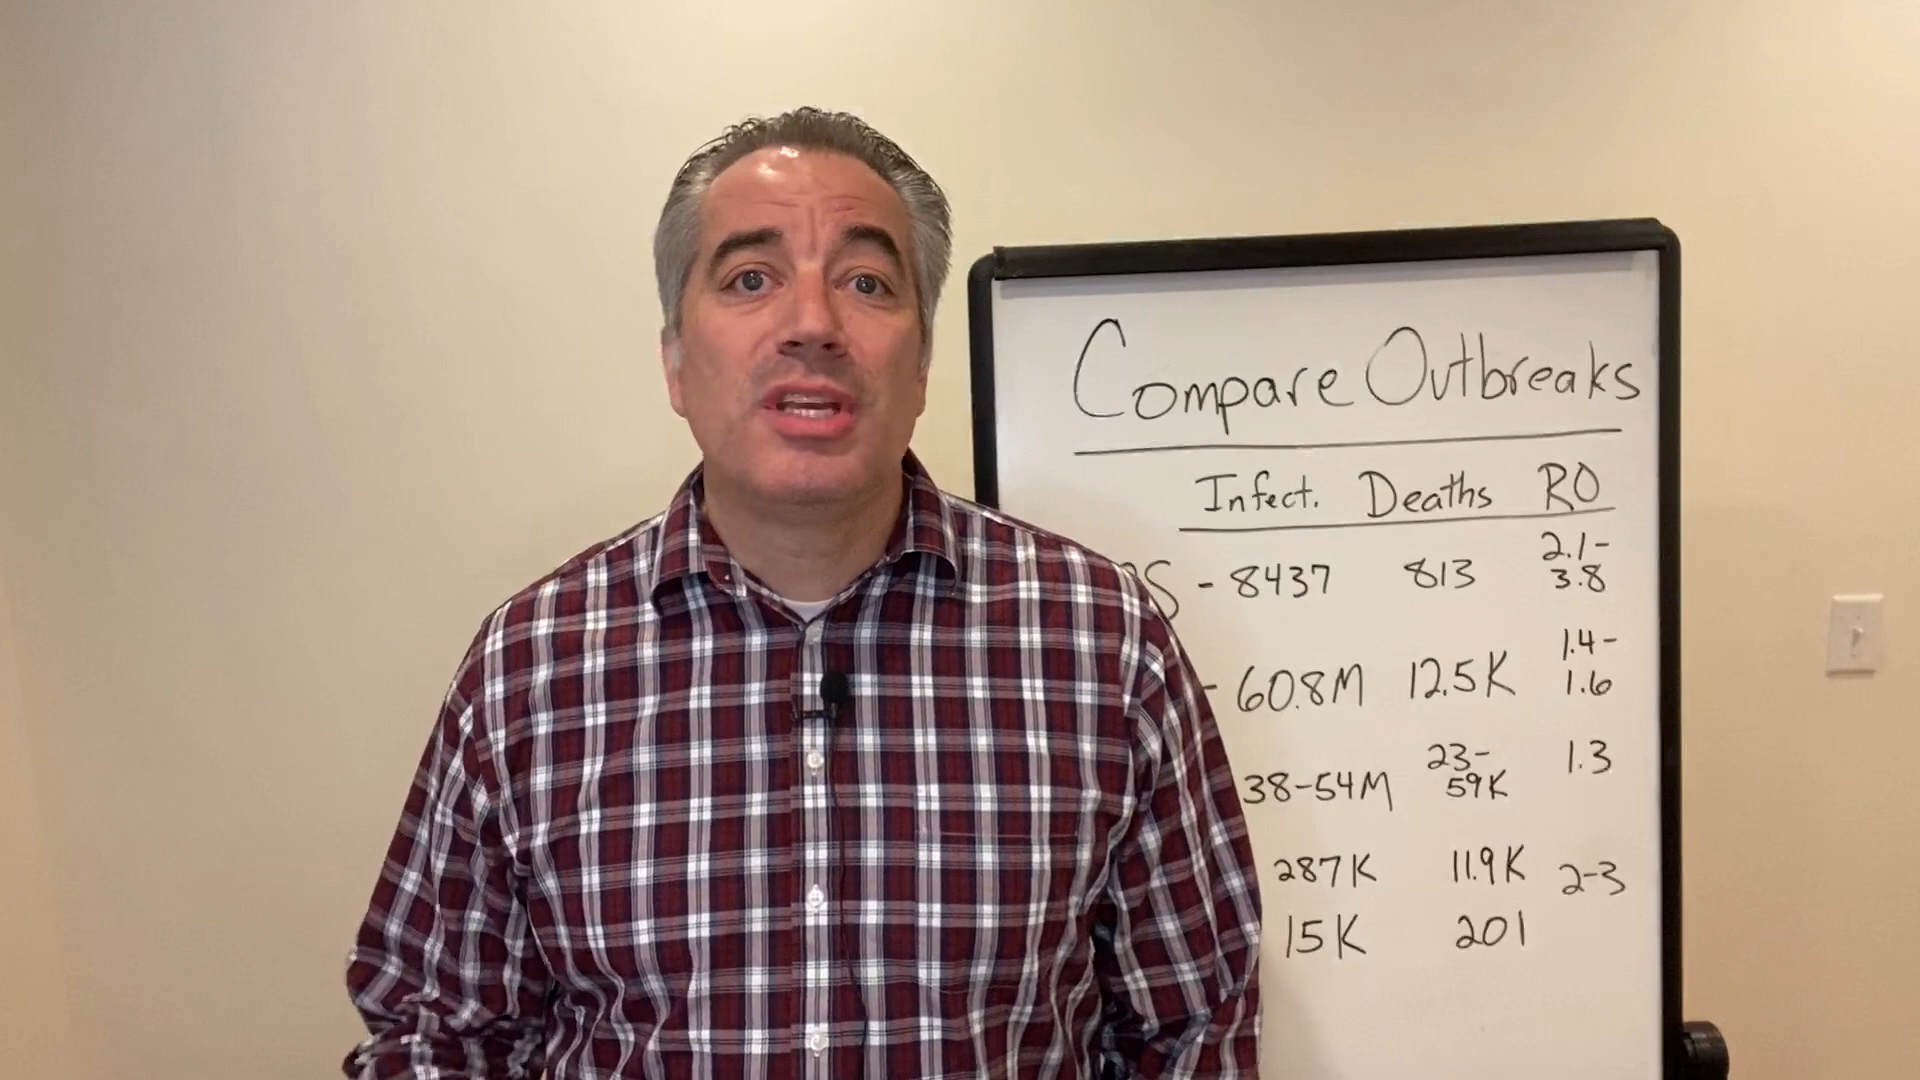 Compare Outbreaks
Infect. Deaths RO
S - 8437 813 2.1-
3.8
- 60.8M 12.5K 1.4-
1.6
38-54M 23-
59K 1.3
287K 11.9K 2-3
15K 201